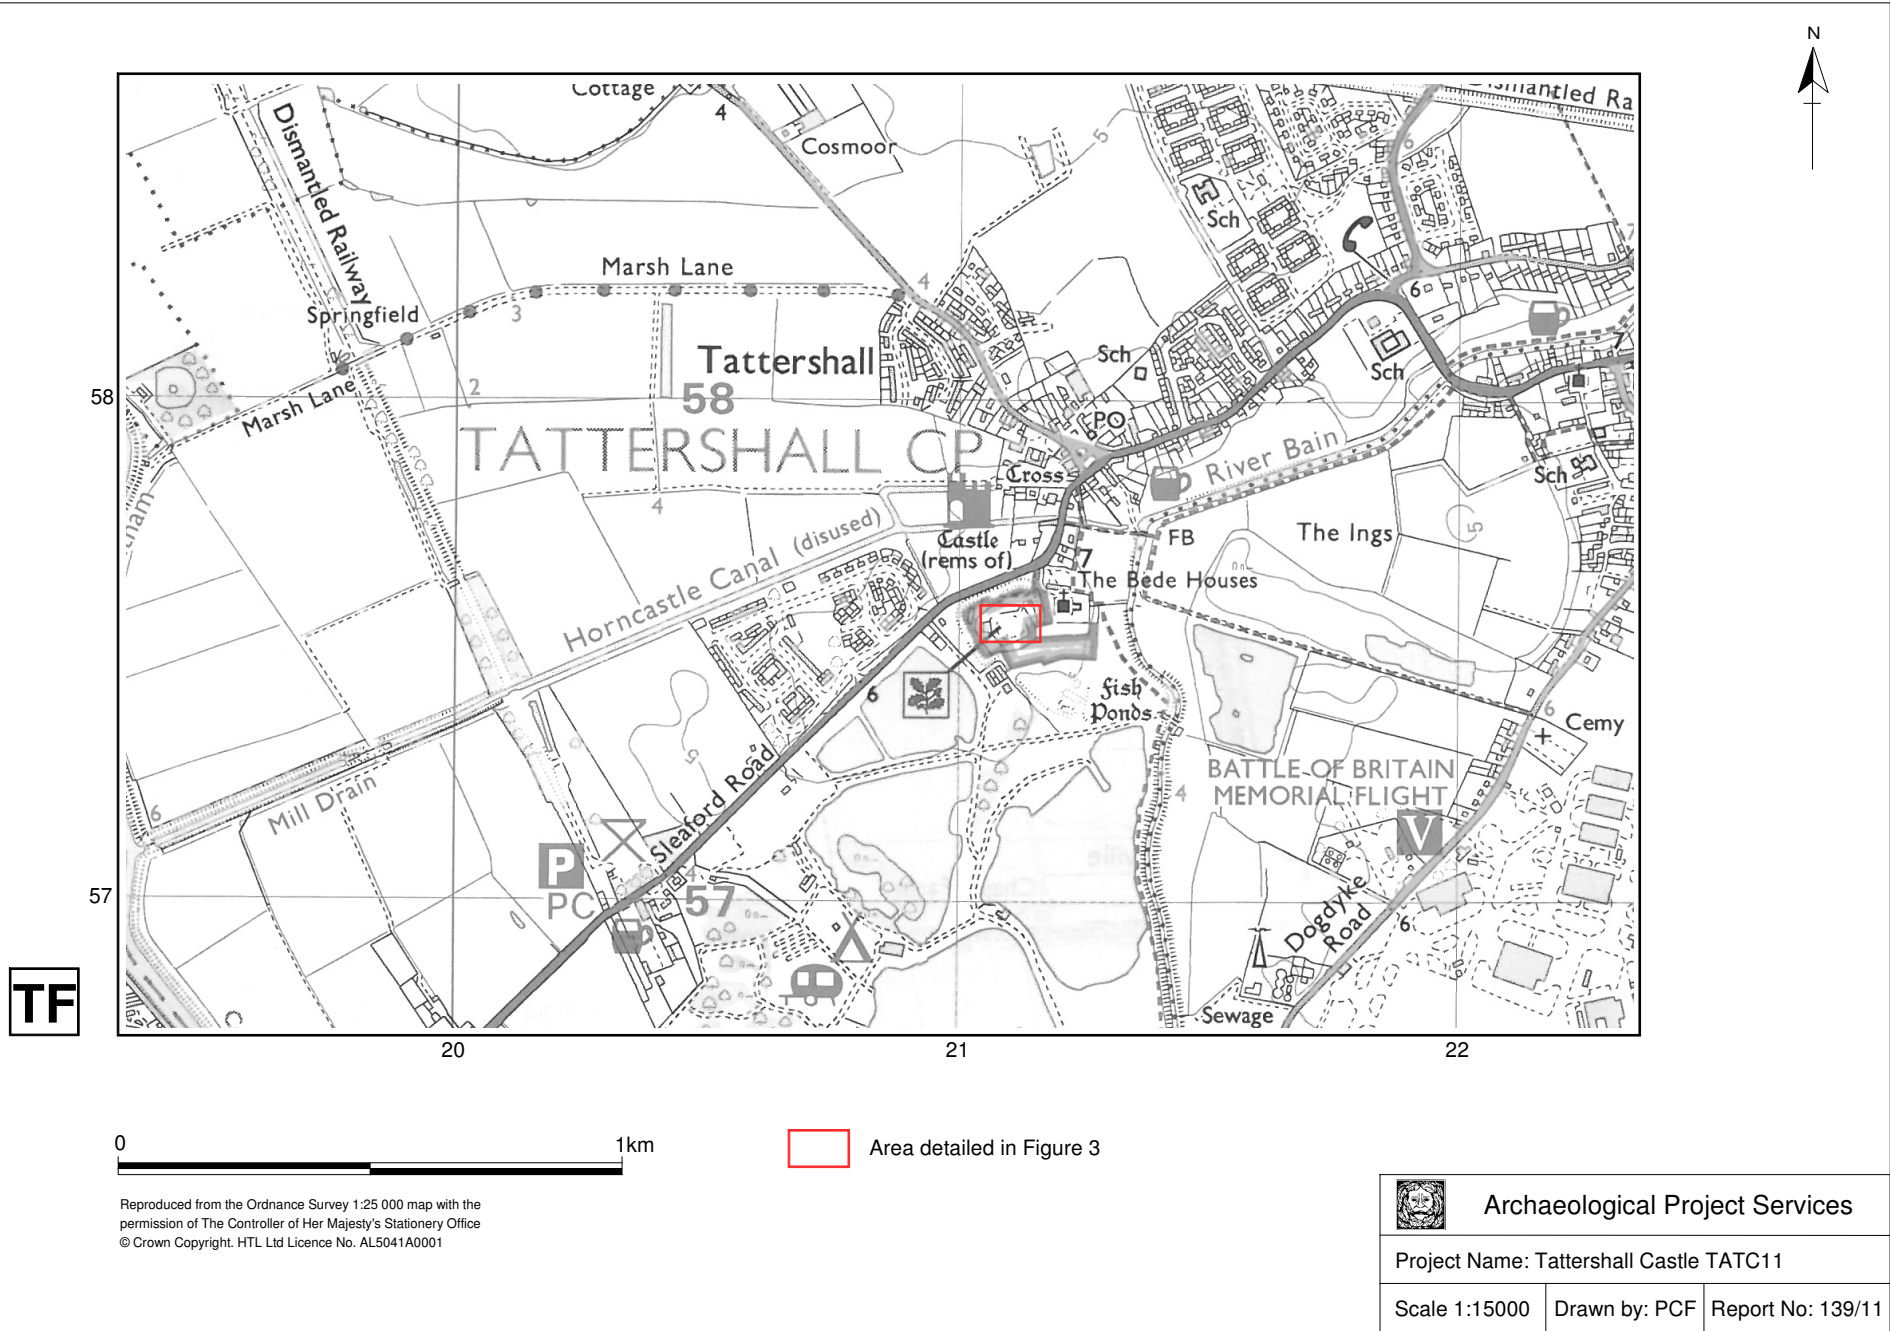 N
Cottage
4
Cosmoor
5
Dismantled Ra
6
Dismantled Railway
Sch
7
Marsh Lane
4
6
Springfield
3
Tattershall
Sch
Sch
7
58
2
58
Marsh Lane
PO
TATTERSHALL CP
Cross
River Bain
Sch
4
Horncastle Canal (disused)
Castle
(rems of)
FB
The Ings
5
7
The Bede Houses
6
Fish
Ponds
6
Cemy
5
BATTLE OF BRITAIN
MEMORIAL FLIGHT
4
6
Mill Drain
Sleaford Road
V
P
PC
4
57
57
Dogdyke
Road
6
TF
Sewage
20
21
22
0
1km
Area detailed in Figure 3
Reproduced from the Ordnance Survey 1:25 000 map with the
permission of The Controller of Her Majesty's Stationery Office
© Crown Copyright. HTL Ltd Licence No. AL5041A0001
Archaeological Project Services
Project Name: Tattershall Castle TATC11
Scale 1:15000
Drawn by: PCF
Report No: 139/11